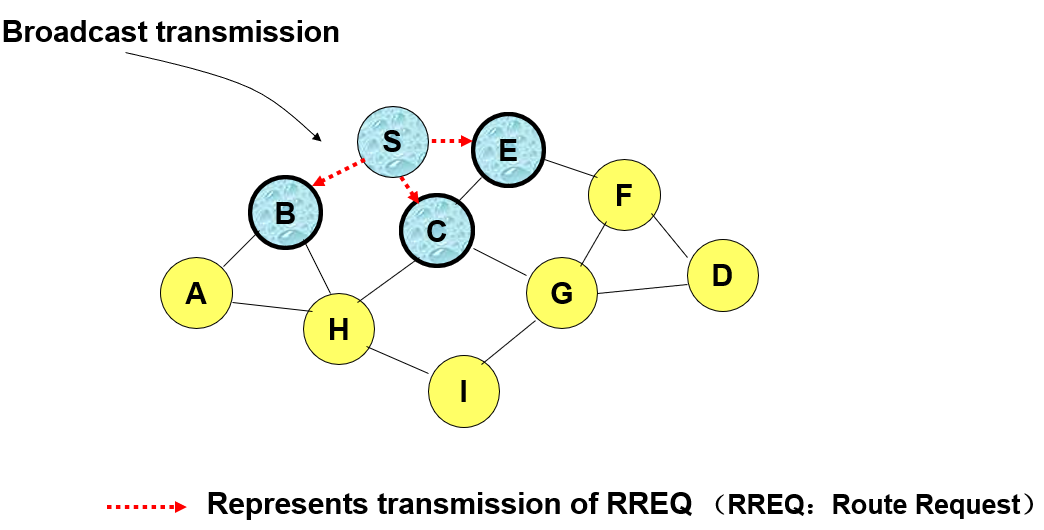 Broadcast transmission
S
E
B
C
F
A
H
G
D
I
Represents transmission of RREQ （RREQ：Route Request）